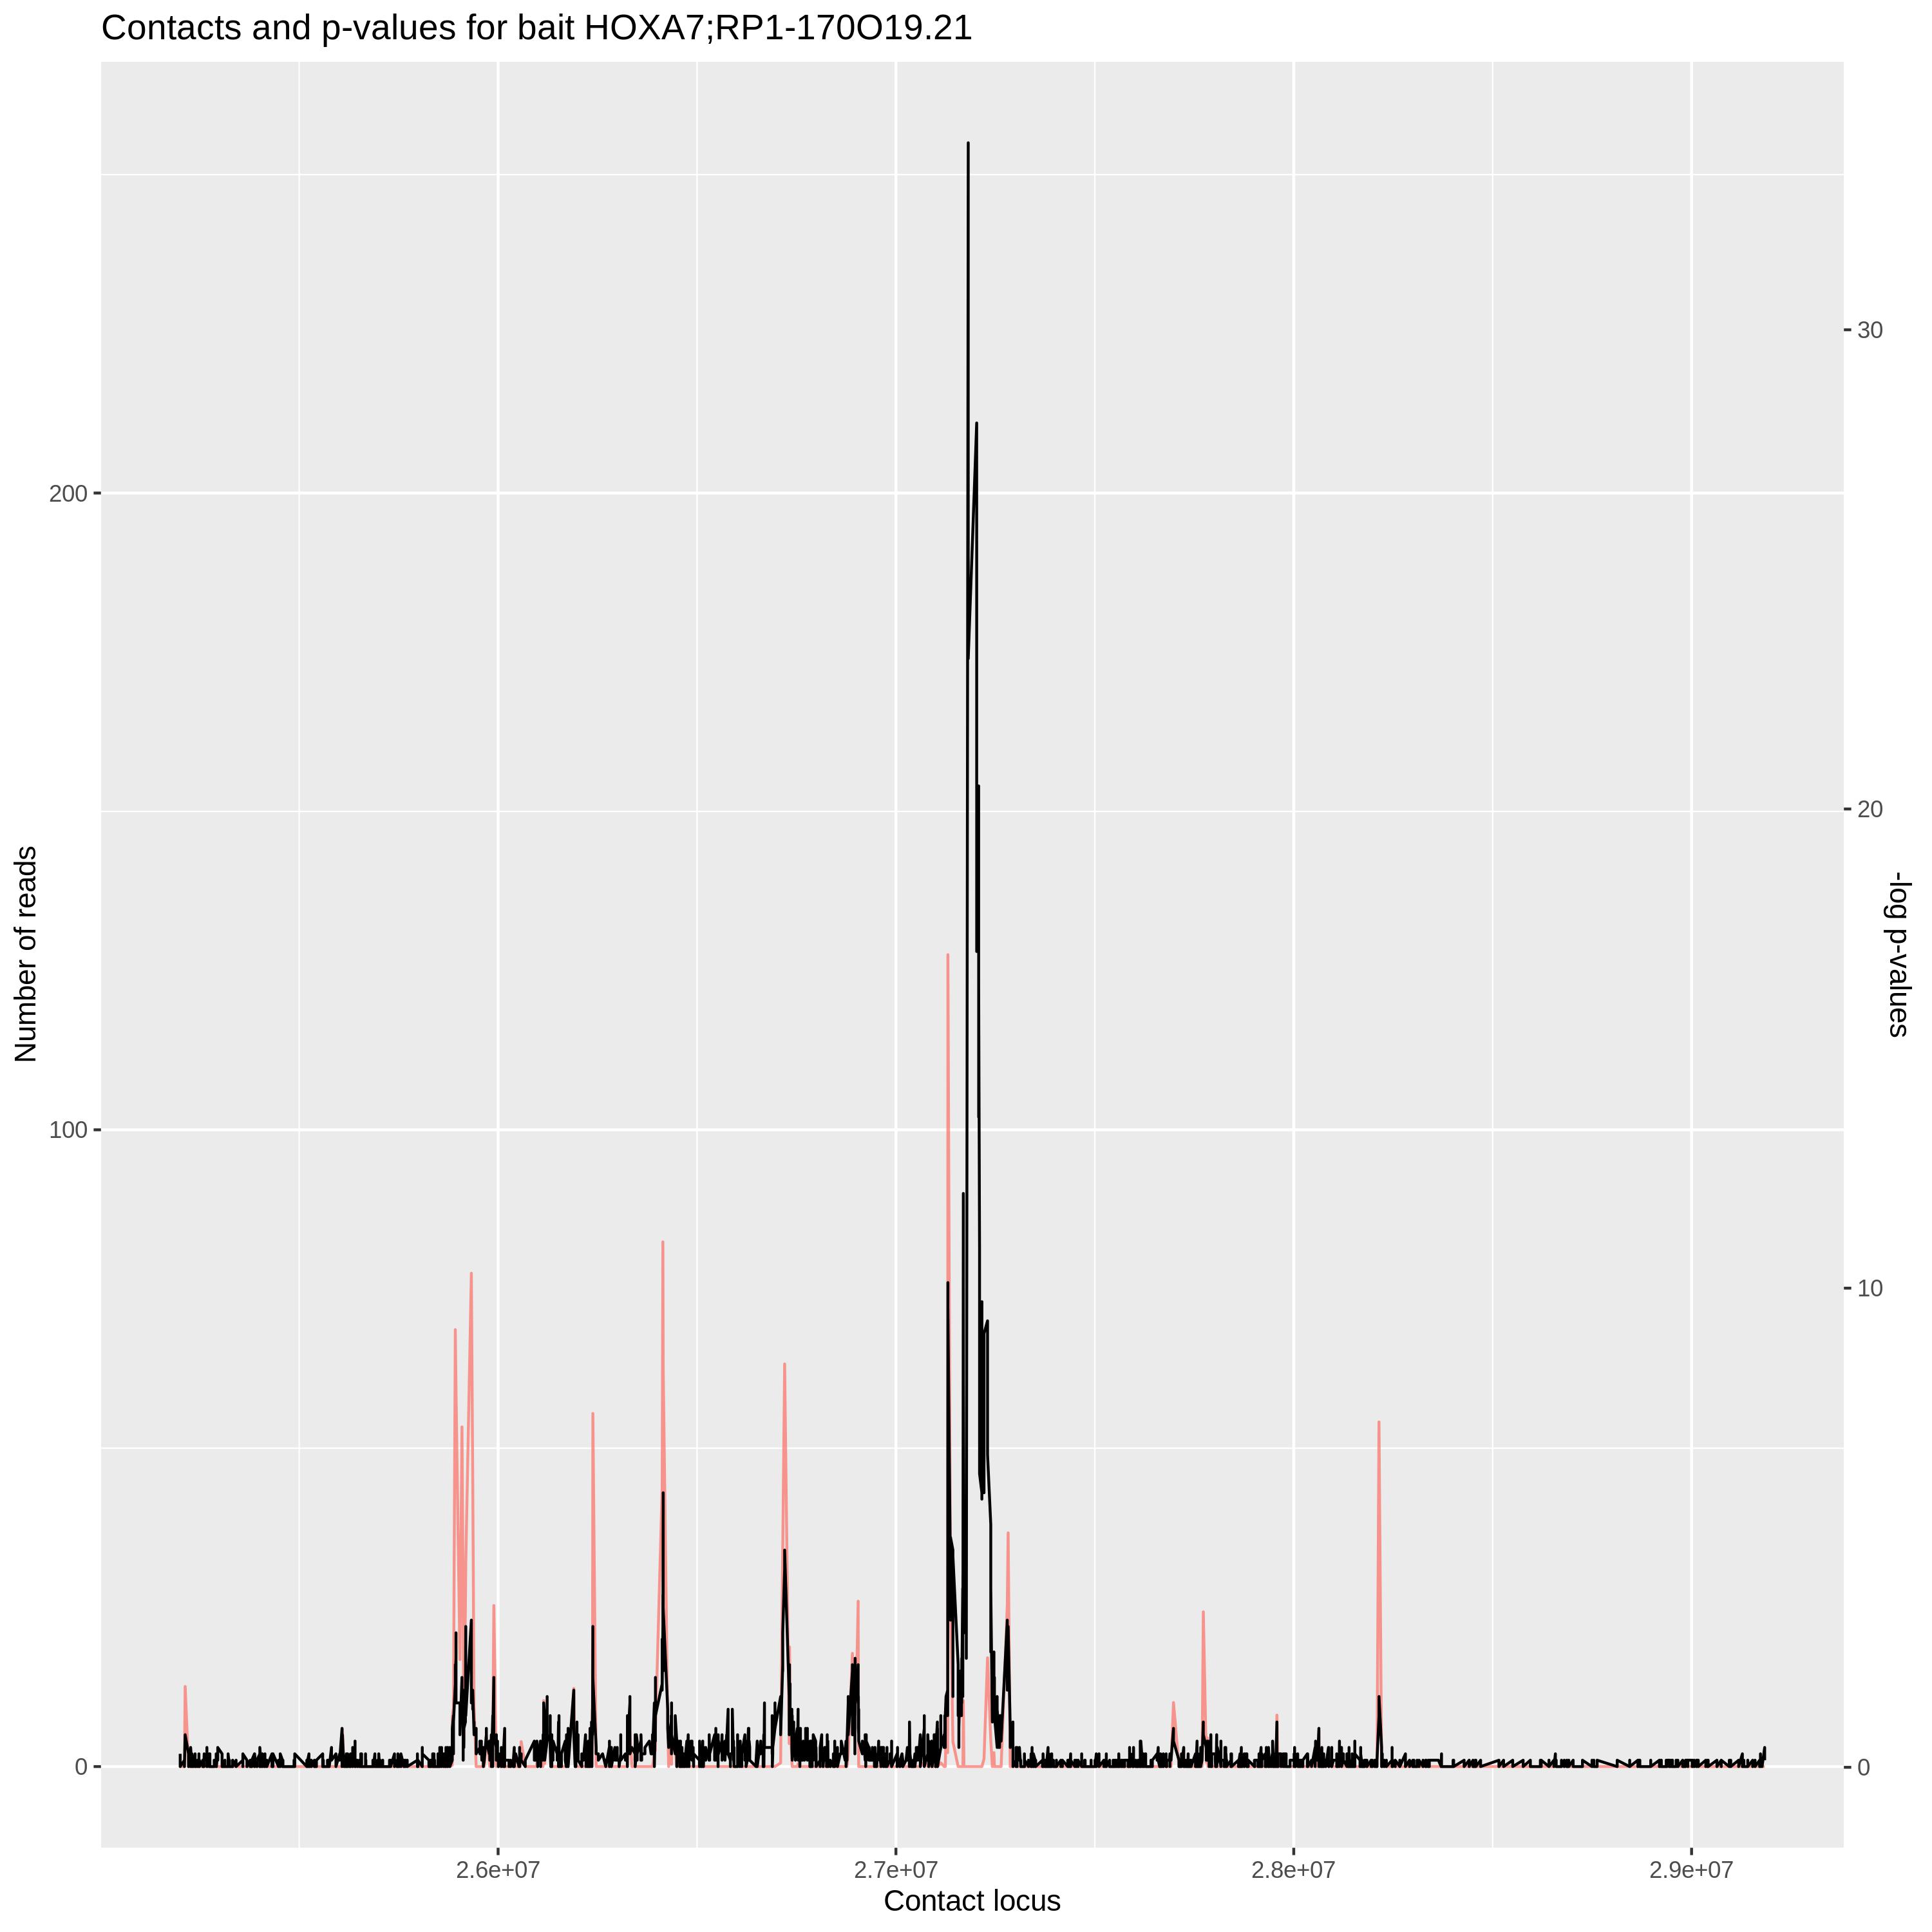 Contacts and p-values for bait HOXA7;RP1-170O19.21
Number of reads
200
100
0
30
20
10
0
-log p-values
2.6e+07 2.7e+07 2.8e+07 2.9e+07
Contact locus